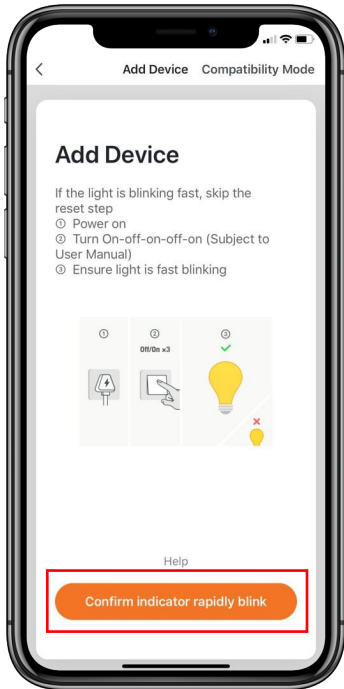 Add Device Compatibility Mode
Add Device
If the light is blinking fast, skip the
reset step
① Power on
② Turn On-off-on-off-on (Subject to
User Manual)
③ Ensure light is fast blinking
① ② ③
Off/On ×3
Help
Confirm indicator rapidly blink